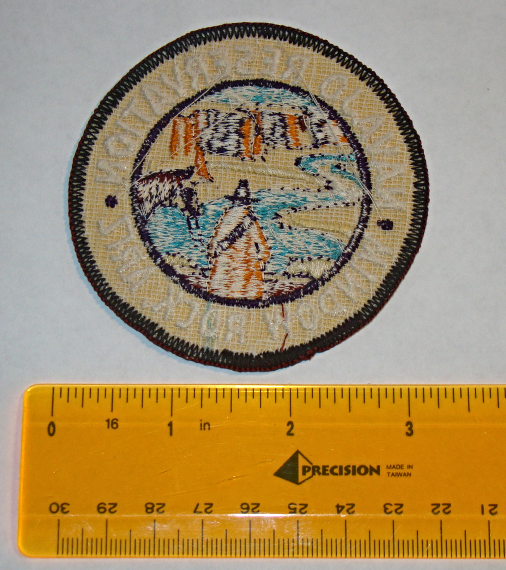 NAVAJO RESERVATION
WINDOW ROCK, ARIZ.
0 16 1 in 2 3
PRECISION MADE IN
TAIWAN
30 29 28 27 26 25 24 23 22 21